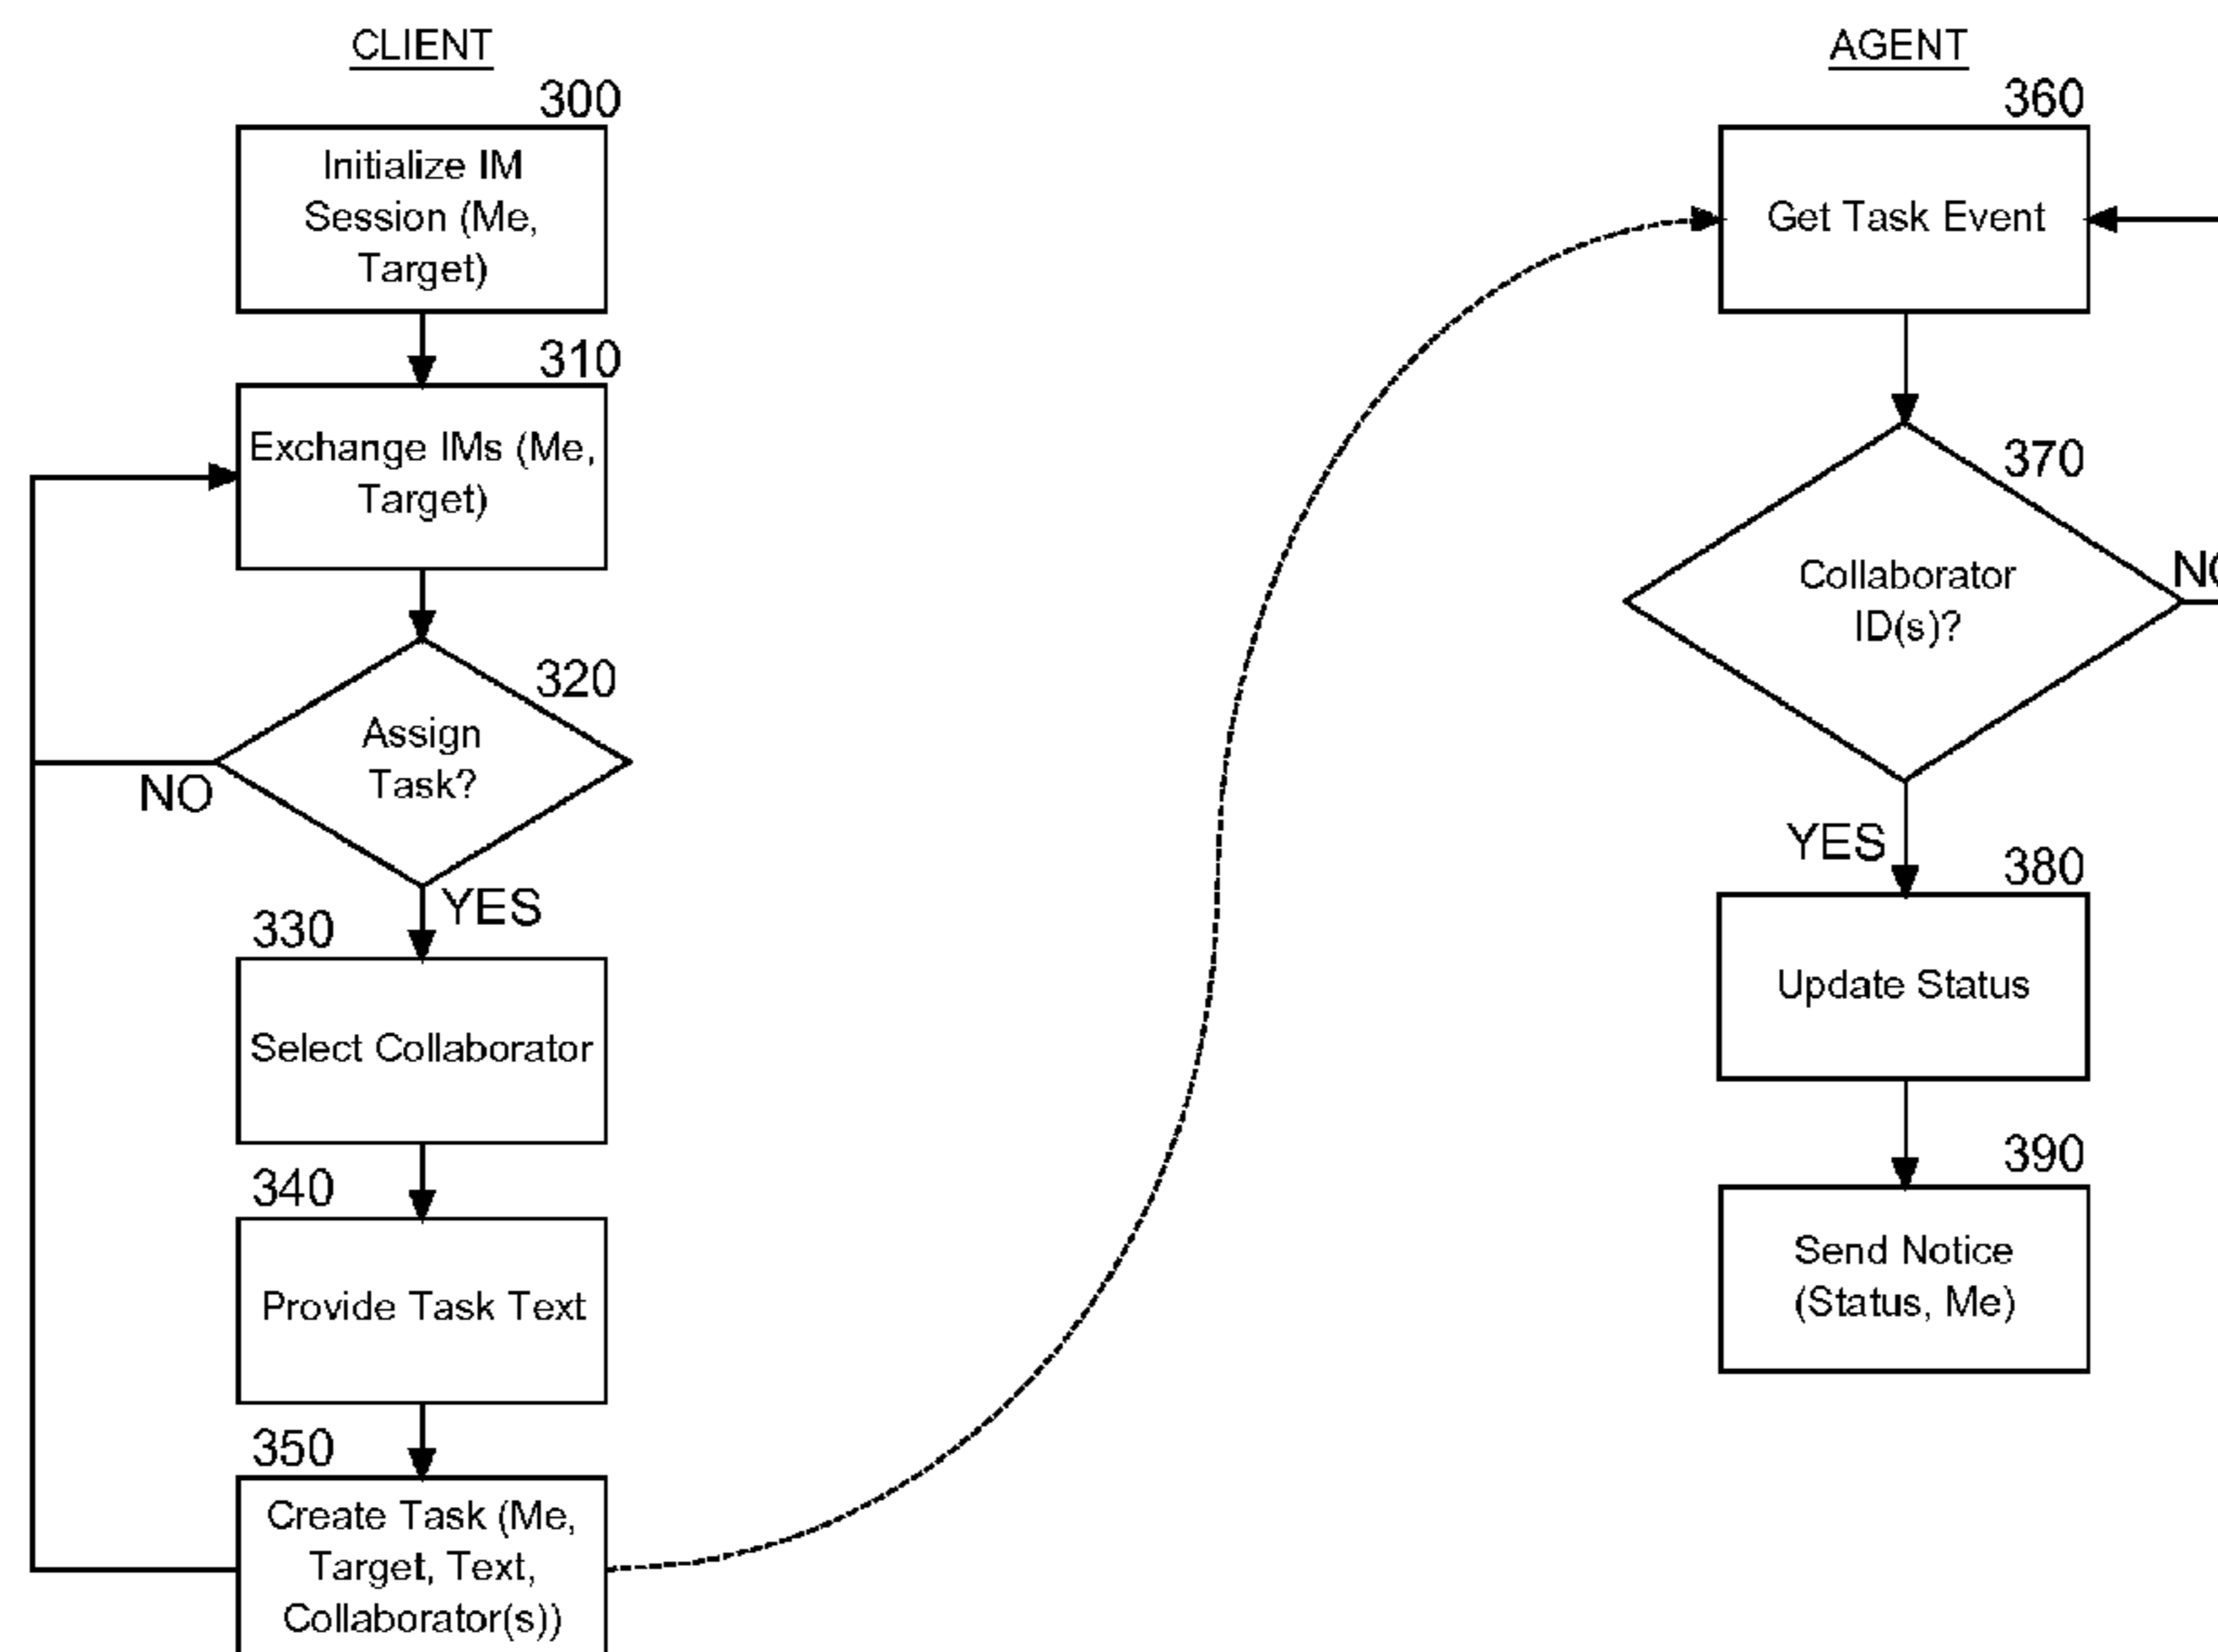 CLIENT
300
Initialize IM
Session (Me,
Target)
310
Exchange IMs (Me,
Target)
320
Assign
Task?
NO
YES
330
Select Collaborator
340
Provide Task Text
350
Create Task (Me,
Target, Text,
Collaborator(s))
AGENT
360
Get Task Event
370
Collaborator
ID(s)?
NO
YES
380
Update Status
390
Send Notice
(Status, Me)